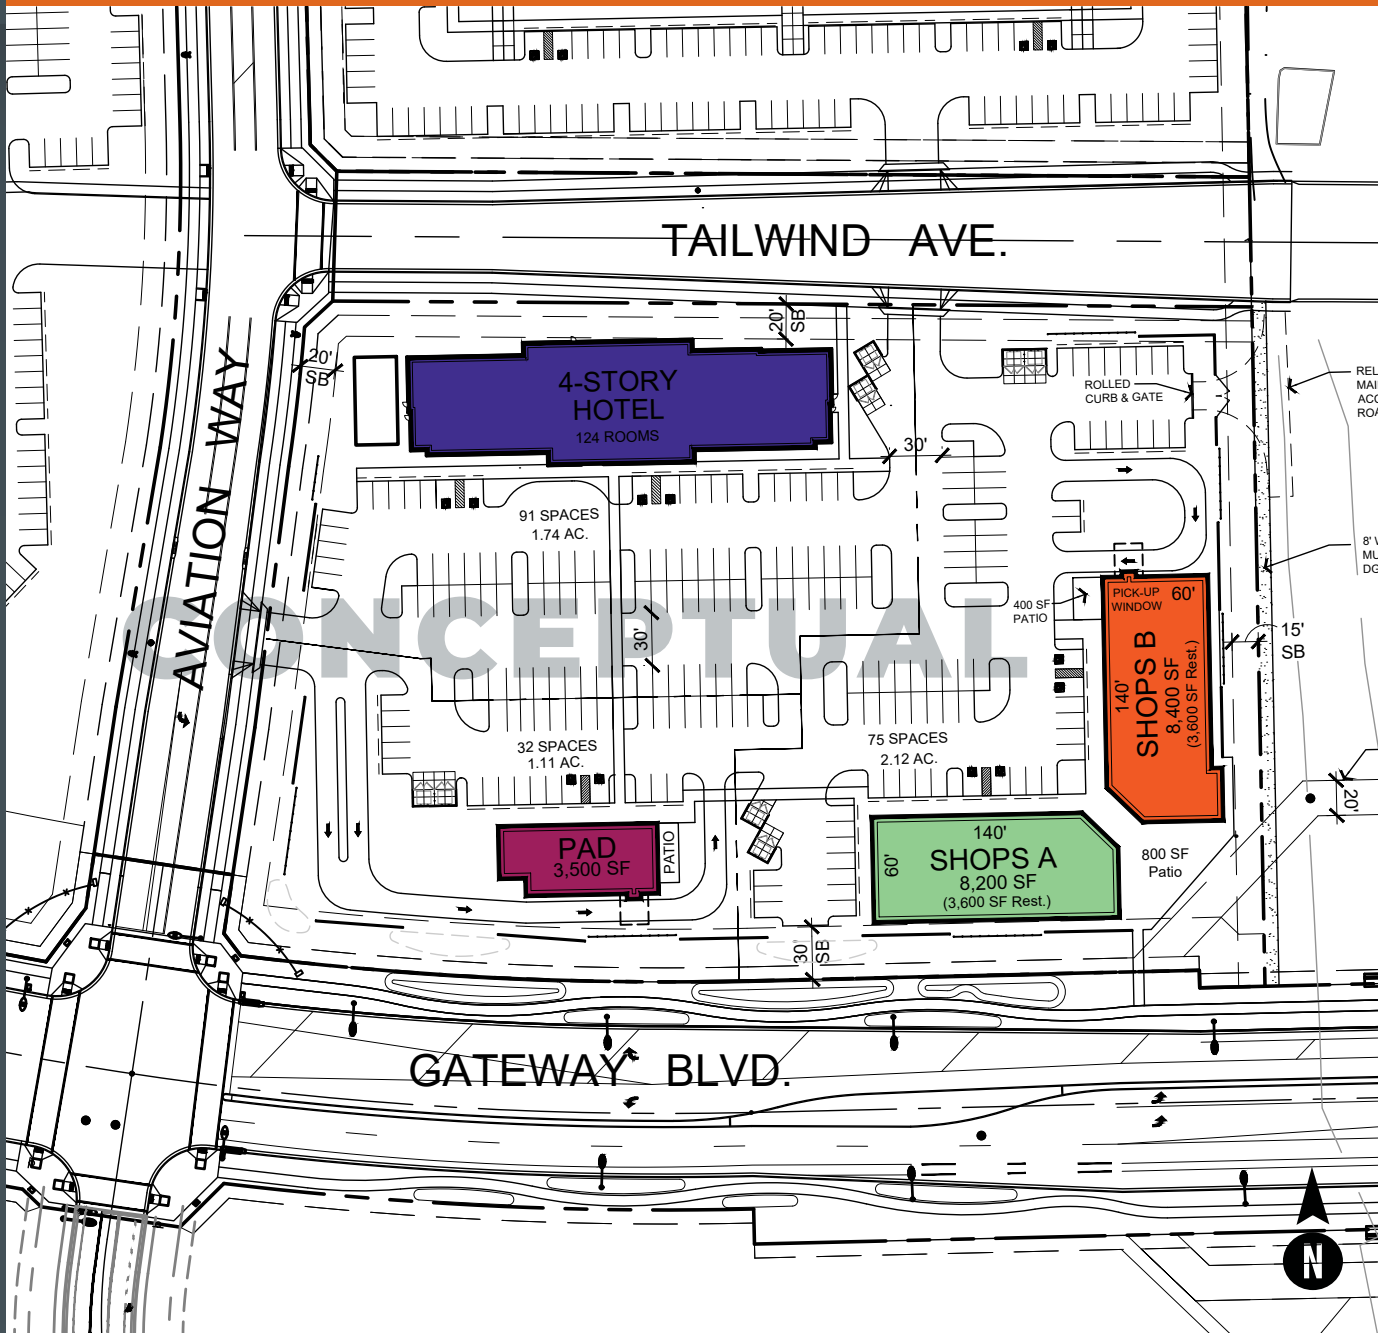 TAILWIND AVE.
20'
SB
20'
SB
4-STORY
HOTEL
124 ROOMS
ROLLED
CURB & GATE
30'
AVIATION WAY
91 SPACES
1.74 AC.
CONCEPTUAL
400 SF
PATIO
PICK-UP
WINDOW
60'
140'
SHOPS B
8,400 SF
(3,600 SF Rest.)
15'
SB
30'
32 SPACES
1.11 AC.
75 SPACES
2.12 AC.
20'
PAD
3,500 SF
PATIO
140'
60'
SHOPS A
8,200 SF
(3,600 SF Rest.)
800 SF
Patio
30'
SB
GATEWAY BLVD.
N